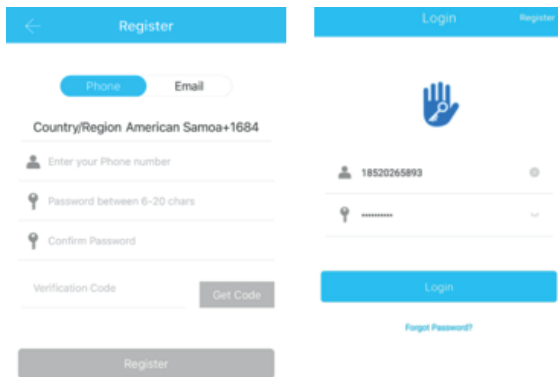 Register
Phone Email
Country/Region American Samoa+1684
Enter your Phone number
Password between 6-20 chars
Confirm Password
Verification Code Get Code
Register
Login Register
18520265893
••••••••••
Login
Forgot Password?